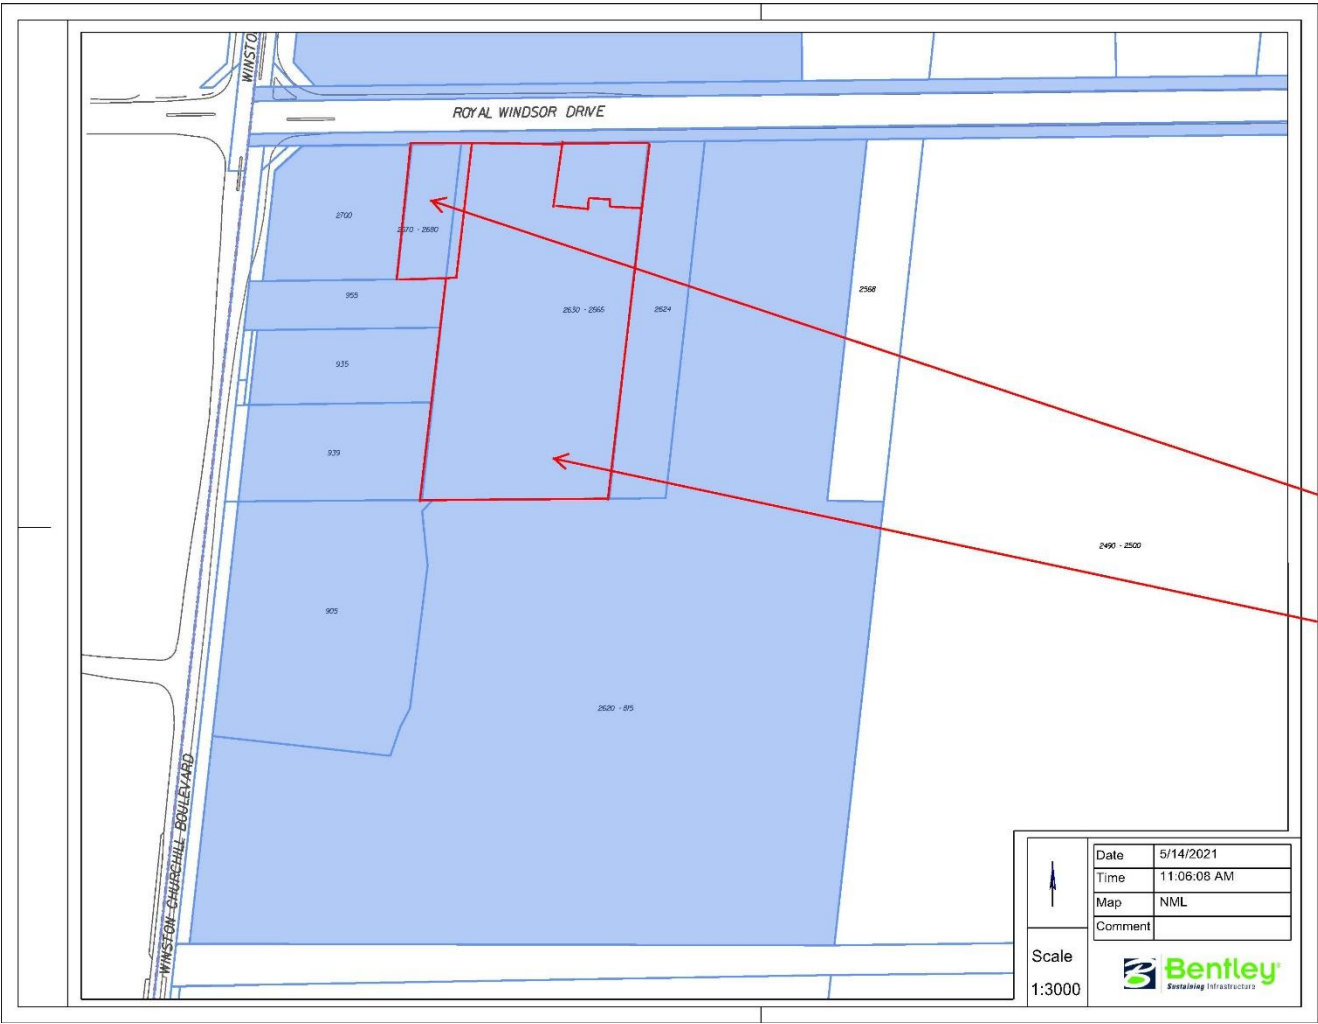 WINSTO
ROYAL WINDSOR DRIVE
2700
2670 - 2680
955
2630 - 2665
2624
2568
935
939
2490 - 2500
905
2620 - 815
WINSTON CHURCHILL BOULEVARD
Date 5/14/2021
Time 11:06:08 AM
Map NML
Comment
Scale
1:3000
Bentley
Sustaining Infrastructure